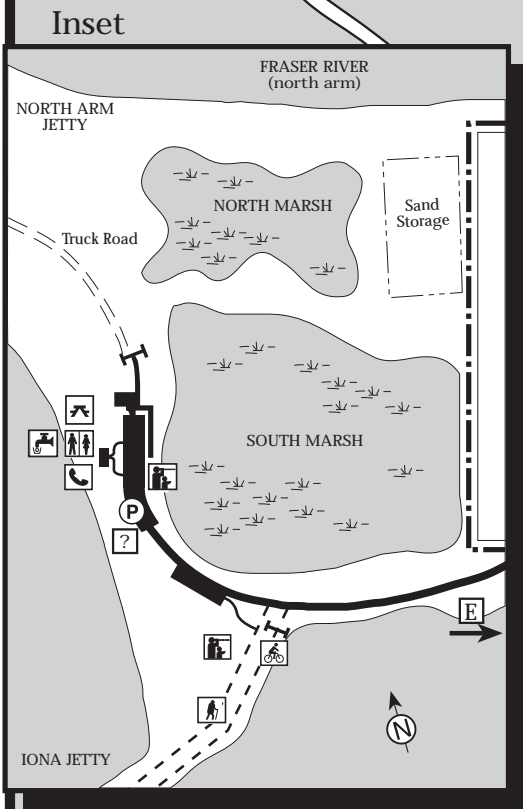 Inset
FRASER RIVER
(north arm)
NORTH ARM
JETTY
NORTH MARSH
Sand
Storage
Truck Road
SOUTH MARSH
P
?
E
N
IONA JETTY